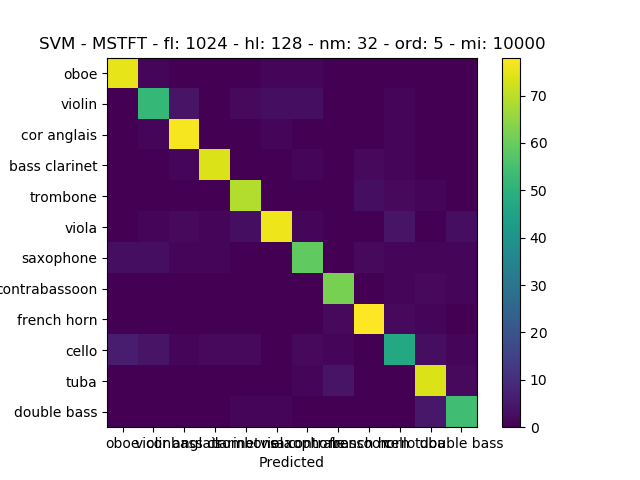 SVM - MSTFT - fl: 1024 - hl: 128 - nm: 32 - ord: 5 - mi: 10000
oboe
violin
cor anglais
bass clarinet
trombone
viola
saxophone
contrabassoon
french horn
cello
tuba
double bass
70
60
50
40
30
20
10
0
oboe violin double bass
Predicted